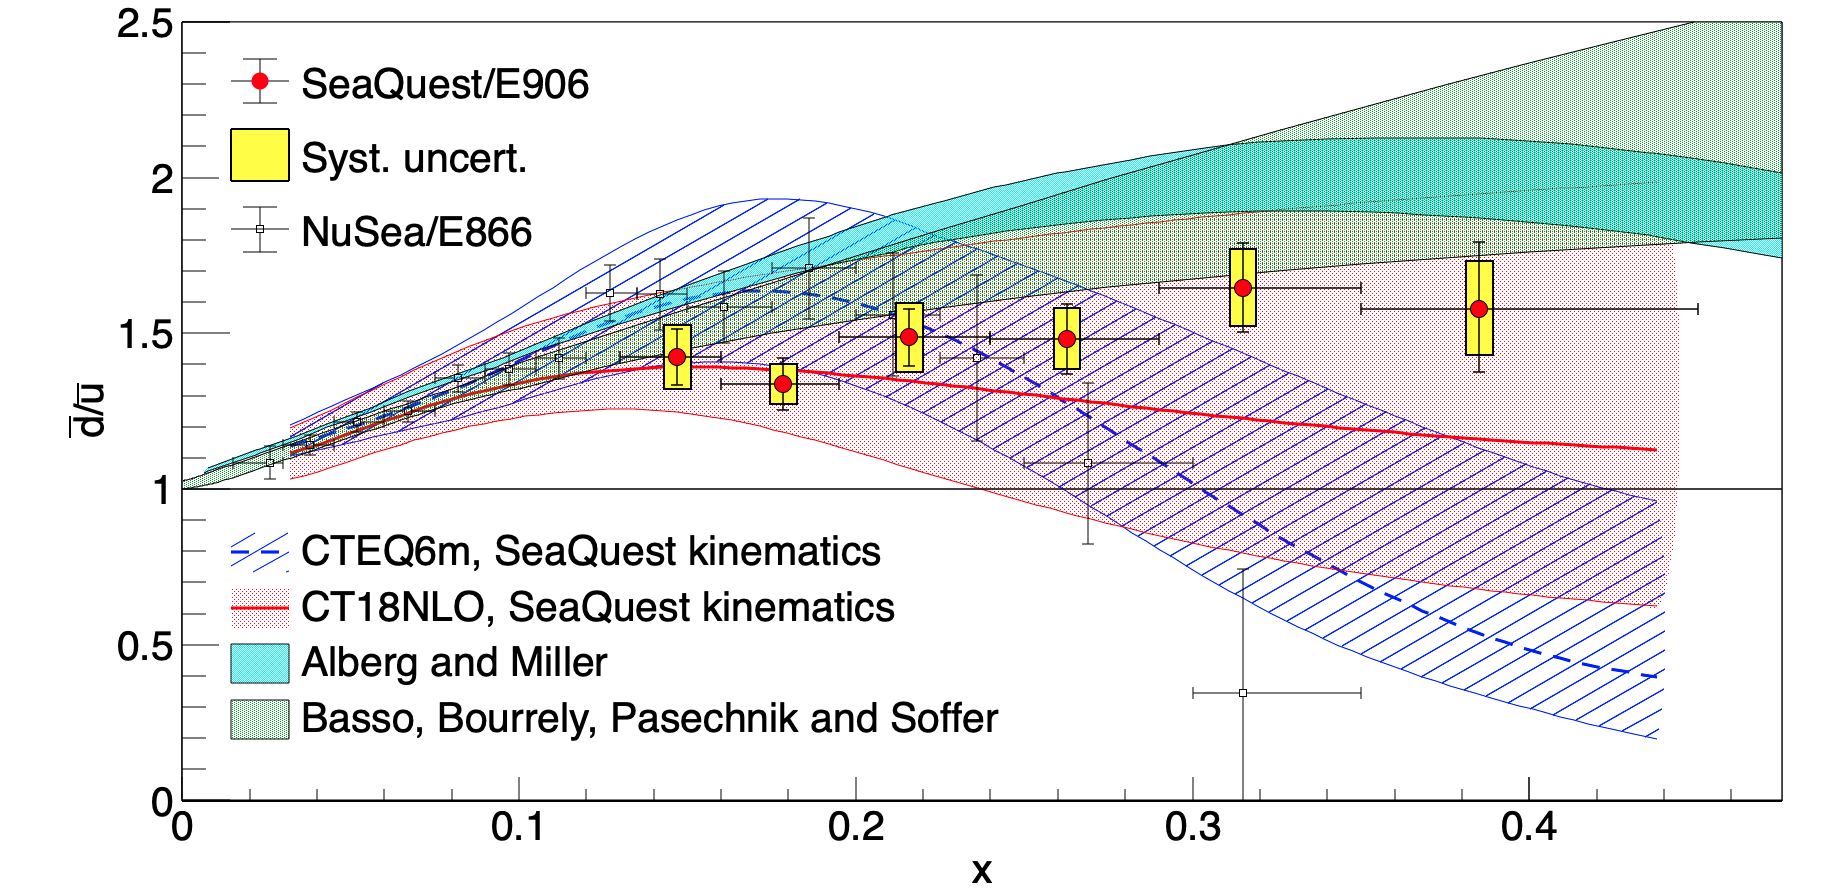 2.5
2
1.5
1
0.5
0
d̅/u̅
SeaQuest/E906
Syst. uncert.
NuSea/E866
CTEQ6m, SeaQuest kinematics
CT18NLO, SeaQuest kinematics
Alberg and Miller
Basso, Bourrely, Pasechnik and Soffer
0 0.1 0.2 0.3 0.4
x